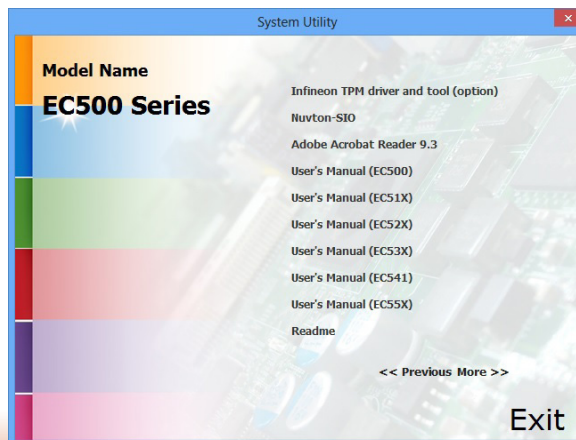 System Utility
Model Name
EC500 Series
Infineon TPM driver and tool (option)
Nuvton-SIO
Adobe Acrobat Reader 9.3
User's Manual (EC500)
User's Manual (EC51X)
User's Manual (EC52X)
User's Manual (EC53X)
User's Manual (EC541)
User's Manual (EC55X)
Readme
<< Previous More >>
Exit